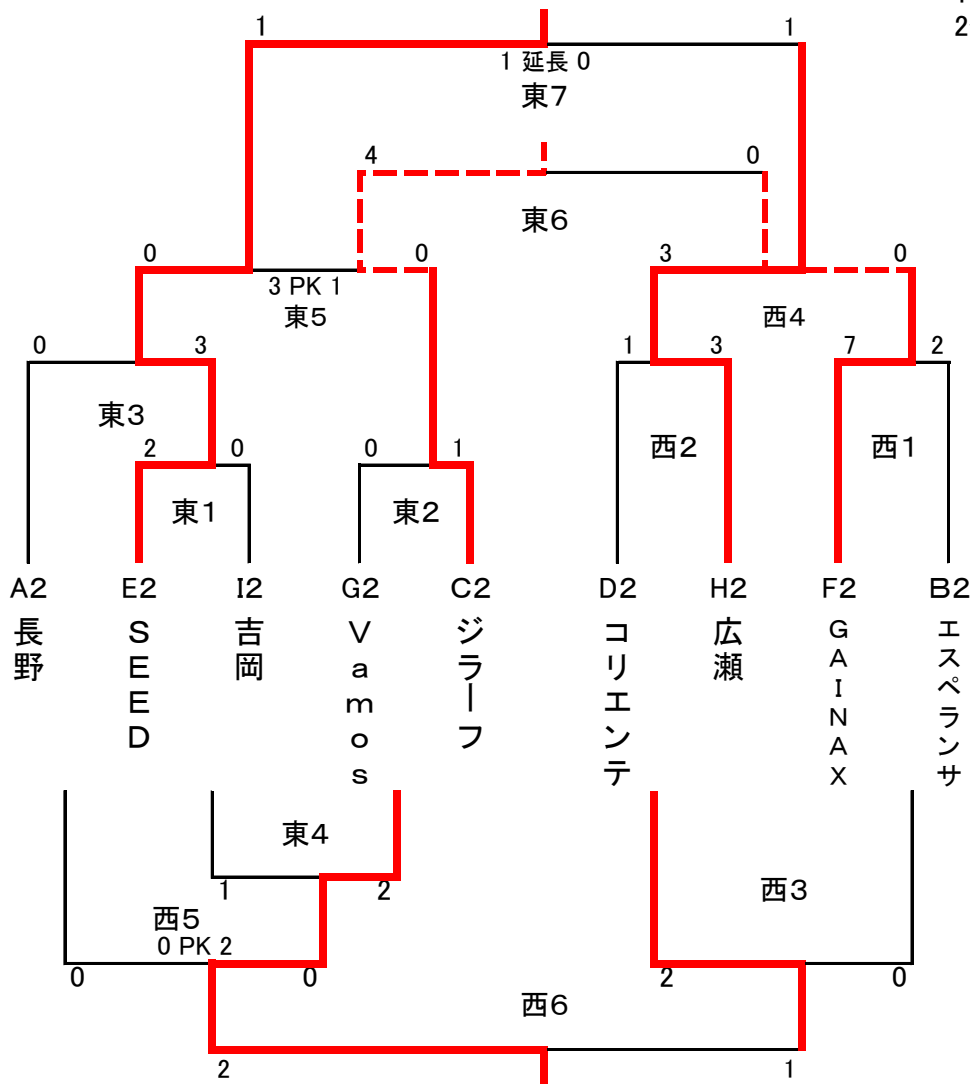 2
1 1
1 延長 0
東7
4 0
東6
0 0 3 0
3 PK 1
東5 西4
0 3 1 3 7 2
東3
2 0 0 1 西2 西1
東1 東2
A2 E2 I2 G2 C2 D2 H2 F2 B2
長野
SEED
吉岡
Vamos
ジラーフ
コリエンテ
広瀬
GAINAX
エスペランサ
東4
1 2 西3
西5
0 PK 2
0 0 2 0
西6
2 1